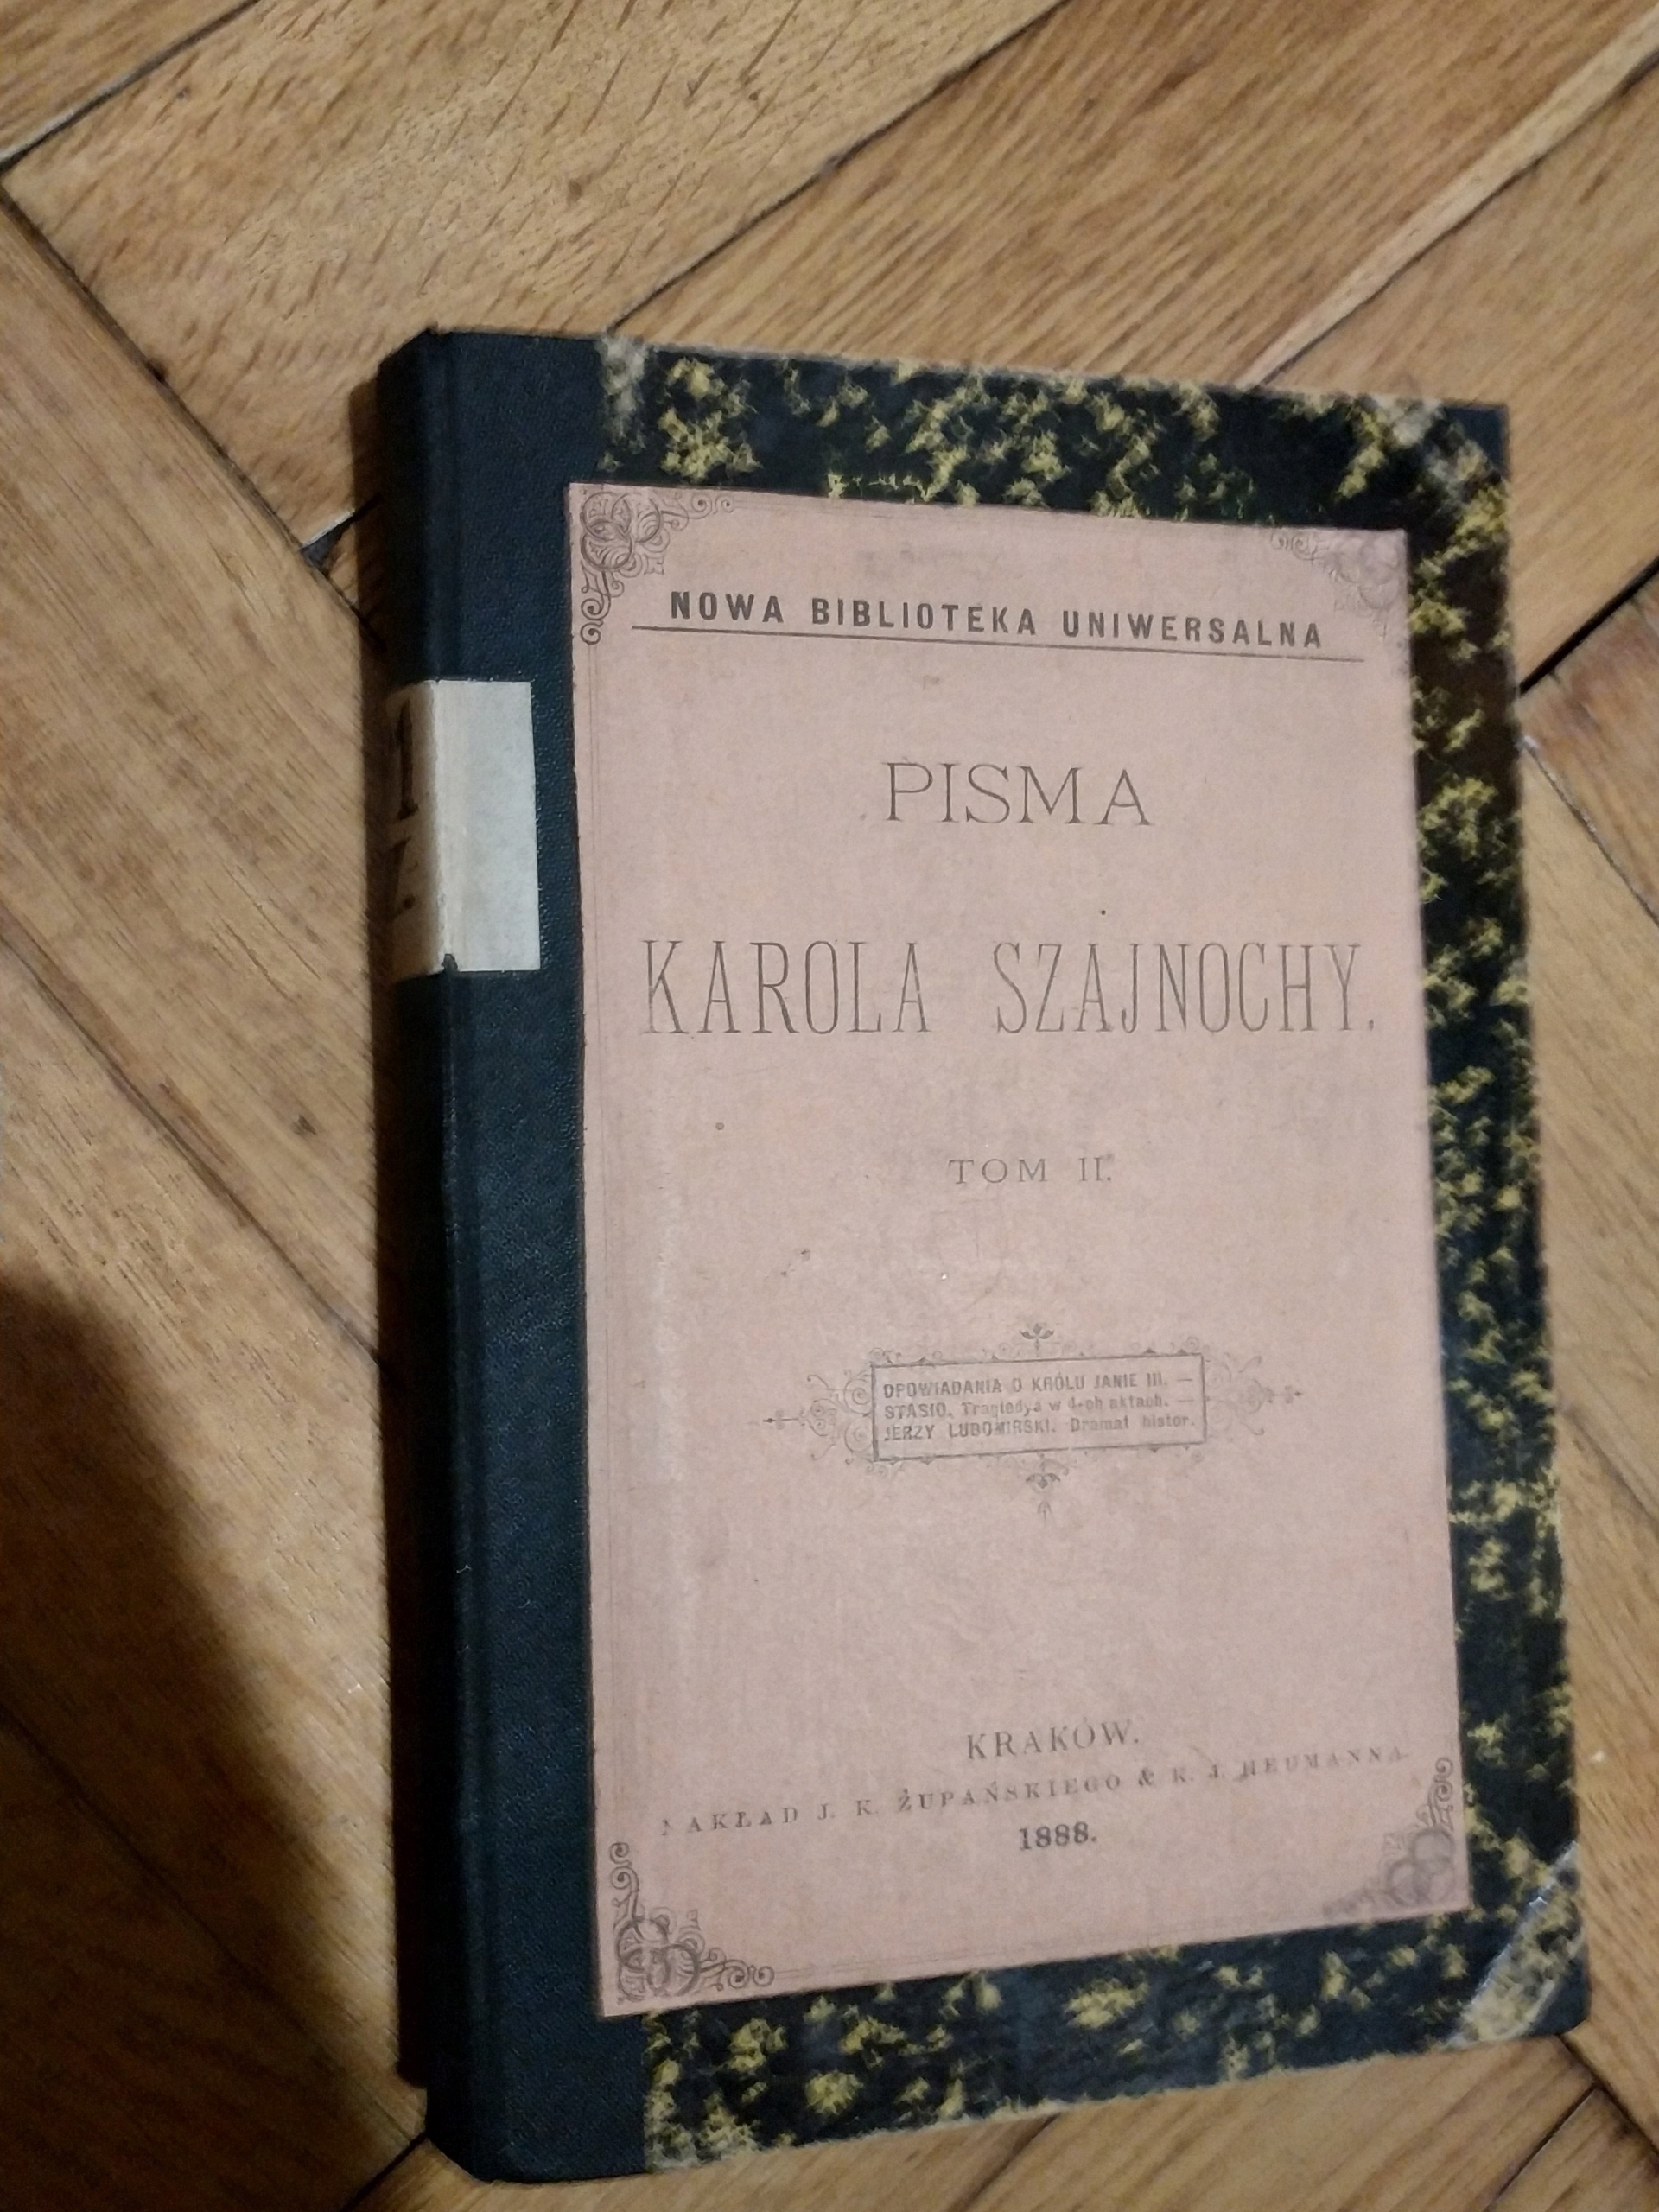 NOWA BIBLIOTEKA UNIWERSALNA
PISMA
KAROLA SZAJNOCHY.
TOM II.
OPOWIADANIA O KRÓLU JANIE III. —
STASIO. Tragiedya w 4-ch aktach. —
JERZY LUBOMIRSKI. Dramat histor.
KRAKÓW.
NAKŁAD J. K. ŻUPAŃSKIEGO & K. J. HEUMANNA.
1888.